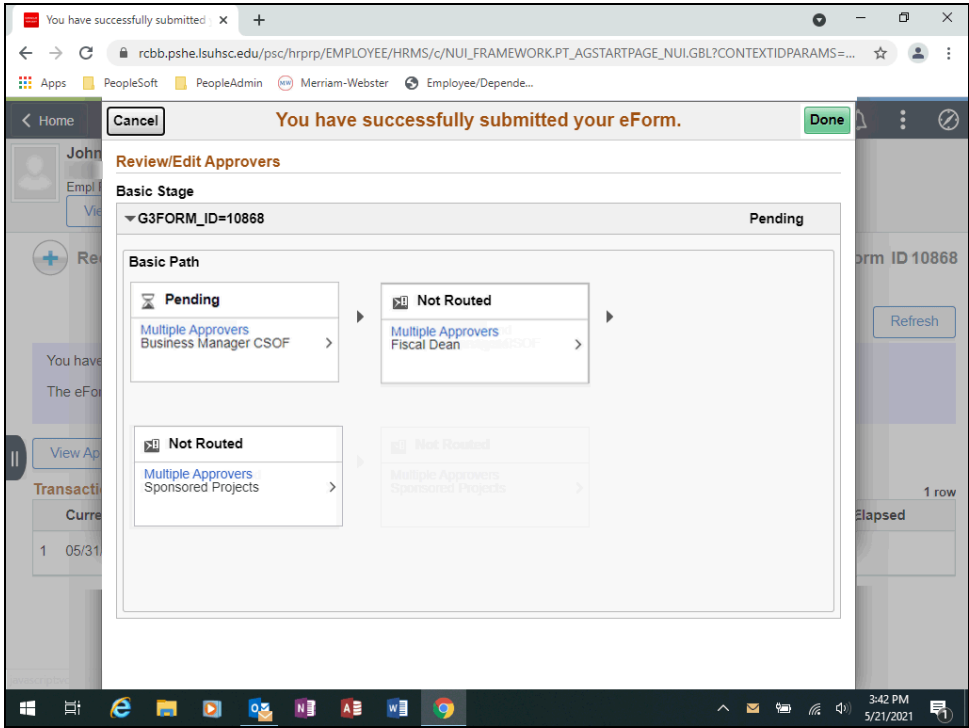 You have successfully submitted
rcbb.pshe.lsuhsc.edu/psc/hrprp/EMPLOYEE/HRMS/c/NUI_FRAMEWORK.PT_AGSTARTPAGE_NUI.GBL?CONTEXTIDPARAMS=...
Apps PeopleSoft PeopleAdmin Merriam-Webster Employee/Depende...
Home Cancel You have successfully submitted your eForm. Done
John
Review/Edit Approvers
Empl
Basic Stage
G3FORM_ID=10868 Pending
Basic Path
orm ID 10868
Pending
Multiple Approvers
Business Manager CSOF
Not Routed
Multiple Approvers
Fiscal Dean
Refresh
You have
The eFo
Not Routed
Multiple Approvers
Sponsored Projects
Not Routed
Multiple Approvers
Sponsored Projects
View Ap
Transacti 1 row
Curre Elapsed
1 05/31/
3:42 PM
5/21/2021